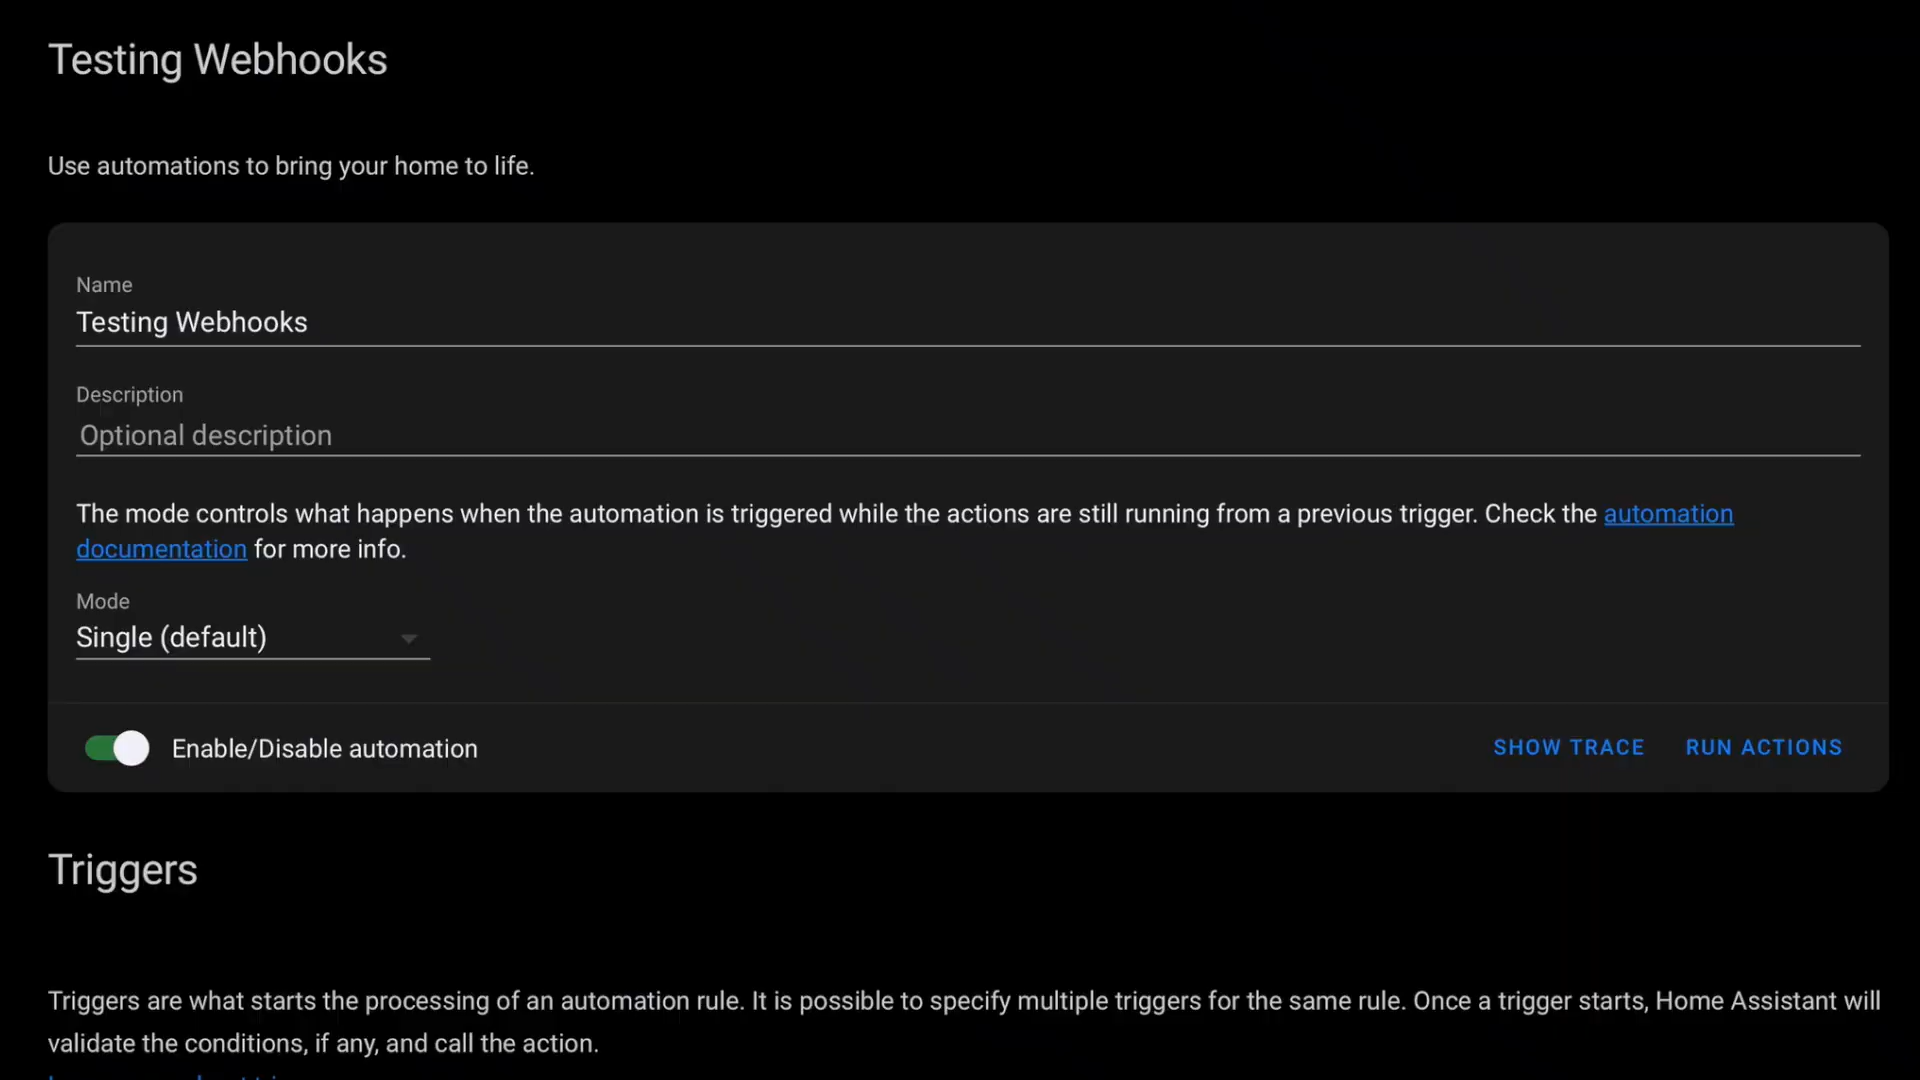 Testing Webhooks
Use automations to bring your home to life.
Name
Testing Webhooks
Description
Optional description
The mode controls what happens when the automation is triggered while the actions are still running from a previous trigger. Check the automation
documentation for more info.
Mode
Single (default)
Enable/Disable automation
SHOW TRACE
RUN ACTIONS
Triggers
Triggers are what starts the processing of an automation rule. It is possible to specify multiple triggers for the same rule. Once a trigger starts, Home Assistant will
validate the conditions, if any, and call the action.